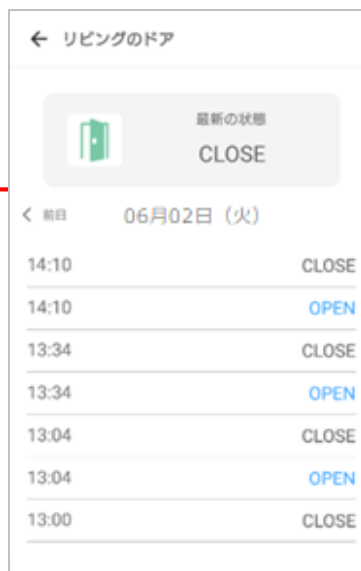 ← リビングのドア
最新の状態
CLOSE
< 前日 06月02日（火）
14:10 CLOSE
14:10 OPEN
13:34 CLOSE
13:34 OPEN
13:04 CLOSE
13:04 OPEN
13:00 CLOSE